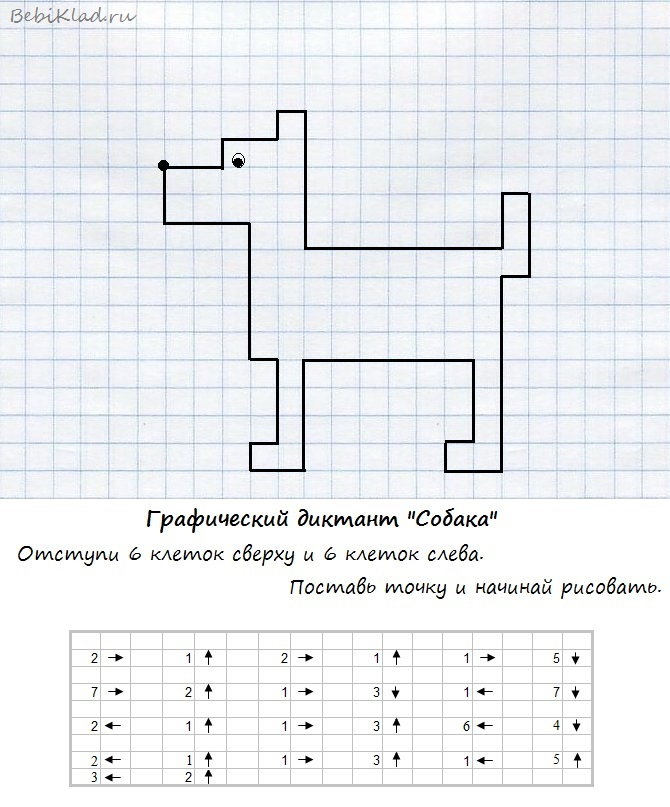 BebiKlad.ru
Графический диктант "Собака"
Отступи 6 клеток сверху и 6 клеток слева.
Поставь точку и начинай рисовать.
2 → 1 ↑ 2 → 1 ↑ 1 → 5 ↓
7 → 2 ↑ 1 → 3 ↓ 1 ← 7 ↓
2 ← 1 ↑ 1 → 3 ↑ 6 ← 4 ↓
2 ← 1 ↑ 1 → 3 ↑ 1 ← 5 ↑
3 ← 2 ↑